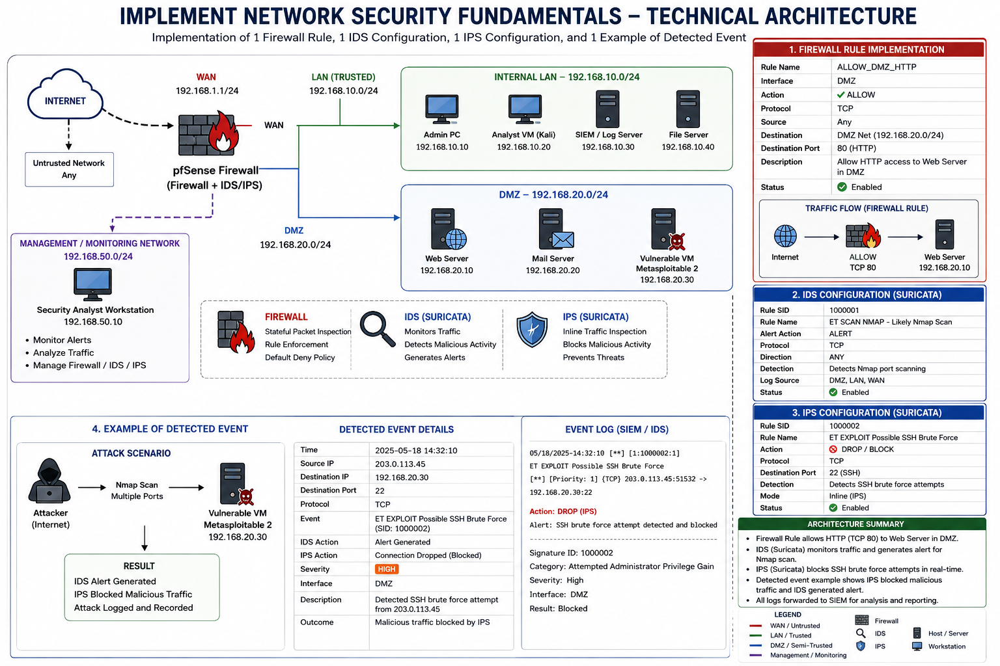 IMPLEMENT NETWORK SECURITY FUNDAMENTALS – TECHNICAL ARCHITECTURE
Implementation of 1 Firewall Rule, 1 IDS Configuration, 1 IPS Configuration, and 1 Example of Detected Event
INTERNET
Untrusted Network
Any
WAN
192.168.1.1/24
WAN
pfSense Firewall
(Firewall + IDS/IPS)
LAN (TRUSTED)
192.168.10.0/24
DMZ
192.168.20.0/24
INTERNAL LAN – 192.168.10.0/24
Admin PC
192.168.10.10
Analyst VM (Kali)
192.168.10.20
SIEM / Log Server
192.168.10.30
File Server
192.168.10.40
DMZ – 192.168.20.0/24
Web Server
192.168.20.10
Mail Server
192.168.20.20
Vulnerable VM
Metasploitable 2
192.168.20.30
MANAGEMENT / MONITORING NETWORK
192.168.50.0/24
Security Analyst Workstation
192.168.50.10
• Monitor Alerts
• Analyze Traffic
• Manage Firewall / IDS / IPS
FIREWALL
Stateful Packet Inspection
Rule Enforcement
Default Deny Policy
IDS (SURICATA)
Monitors Traffic
Detects Malicious Activity
Generates Alerts
IPS (SURICATA)
Inline Traffic Inspection
Blocks Malicious Activity
Prevents Threats
1. FIREWALL RULE IMPLEMENTATION
Rule Name ALLOW_DMZ_HTTP
Interface DMZ
Action ALLOW
Protocol TCP
Source Any
Destination DMZ Net (192.168.20.0/24)
Destination Port 80 (HTTP)
Description Allow HTTP access to Web Server
in DMZ
Status Enabled
TRAFFIC FLOW (FIREWALL RULE)
Internet
ALLOW
TCP 80
Web Server
192.168.20.10
2. IDS CONFIGURATION (SURICATA)
Rule SID 1000001
Rule Name ET SCAN NMAP - Likely Nmap Scan
Alert Action ALERT
Protocol TCP
Direction ANY
Detection Detects Nmap port scanning
Log Source DMZ, LAN, WAN
Status Enabled
3. IPS CONFIGURATION (SURICATA)
Rule SID 1000002
Rule Name ET EXPLOIT Possible SSH Brute Force
Action DROP / BLOCK
Protocol TCP
Destination Port 22 (SSH)
Detection Detects SSH brute force attempts
Mode Inline (IPS)
Status Enabled
4. EXAMPLE OF DETECTED EVENT
ATTACK SCENARIO
Attacker
(Internet)
Nmap Scan
Multiple Ports
Vulnerable VM
Metasploitable 2
192.168.20.30
RESULT
IDS Alert Generated
IPS Blocked Malicious Traffic
Attack Logged and Recorded
DETECTED EVENT DETAILS
Time 2025-05-18 14:32:10
Source IP 203.0.113.45
Destination IP 192.168.20.30
Destination Port 22
Protocol TCP
Event ET EXPLOIT Possible SSH Brute Force
(SID: 1000002)
IDS Action Alert Generated
IPS Action Connection Dropped (Blocked)
Severity HIGH
Interface DMZ
Description Detected SSH brute force attempt
from 203.0.113.45
Outcome Malicious traffic blocked by IPS
EVENT LOG (SIEM / IDS)
05/18/2025-14:32:10 [**] [1:1000002:1]
ET EXPLOIT Possible SSH Brute Force
[**] [Priority: 1] {TCP} 203.0.113.45:51532 ->
192.168.20.30:22
Action: DROP (IPS)
Alert: SSH brute force attempt detected and blocked
Signature ID: 1000002
Category: Attempted Administrator Privilege Gain
Severity: High
Interface: DMZ
Result: Blocked
ARCHITECTURE SUMMARY
• Firewall Rule allows HTTP (TCP 80) to Web Server in DMZ.
• IDS (Suricata) monitors traffic and generates alert for
Nmap scan.
• IPS (Suricata) blocks SSH brute force attempts in real-time.
• Detected event example shows IPS blocked malicious
traffic and IDS generated alert.
• All logs forwarded to SIEM for analysis and reporting.
LEGEND
WAN / Untrusted
LAN / Trusted
DMZ / Semi-Trusted
Management / Monitoring
Firewall
IDS
IPS
Host / Server
Workstation